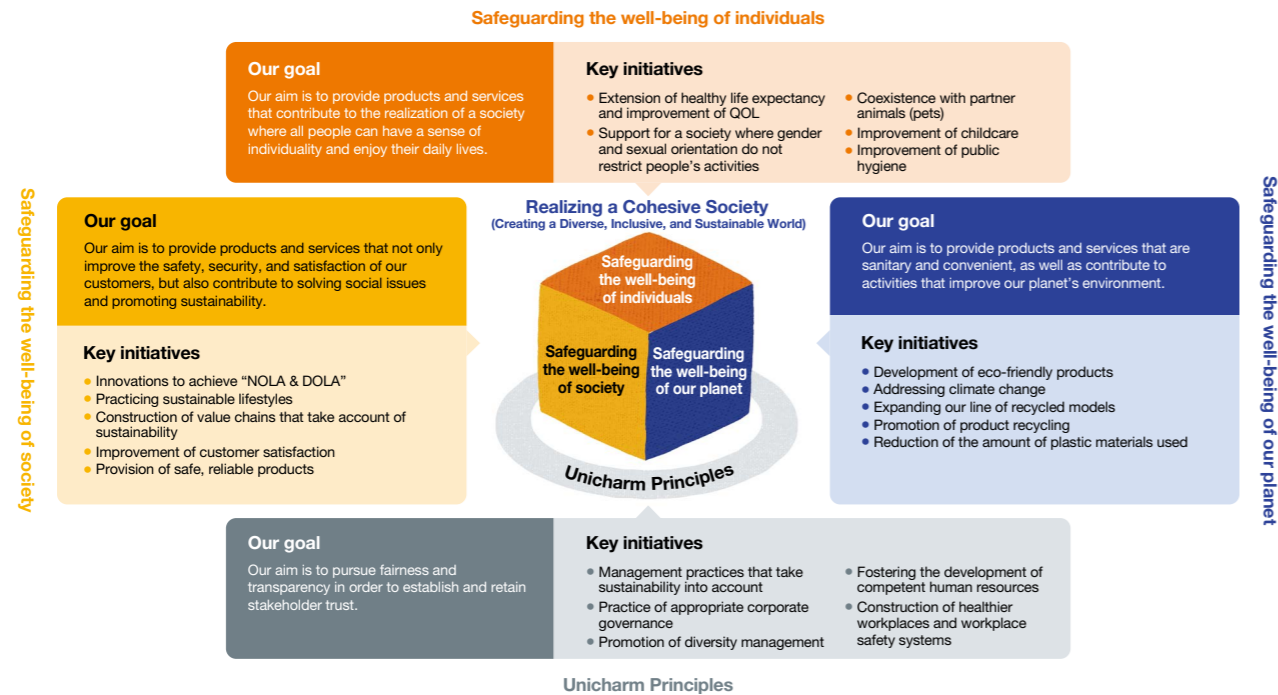 Safeguarding the well-being of individuals
Our goal
Our aim is to provide products and services
that contribute to the realization of a society
where all people can have a sense of
individuality and enjoy their daily lives.
Key initiatives
• Extension of healthy life expectancy
and improvement of QOL
• Support for a society where gender
and sexual orientation do not
restrict people's activities
• Coexistence with partner
animals (pets)
• Improvement of childcare
• Improvement of public
hygiene
Safeguarding the well-being of society
Our goal
Our aim is to provide products and services that not only
improve the safety, security, and satisfaction of our
customers, but also contribute to solving social issues
and promoting sustainability.
Key initiatives
• Innovations to achieve “NOLA & DOLA”
• Practicing sustainable lifestyles
• Construction of value chains that take account of
sustainability
• Improvement of customer satisfaction
• Provision of safe, reliable products
Realizing a Cohesive Society
(Creating a Diverse, Inclusive, and Sustainable World)
Safeguarding
the well-being
of individuals
Safeguarding
the well-being
of society
Safeguarding
the well-being
of our planet
Unicharm Principles
Our goal
Our aim is to provide products and services that are
sanitary and convenient, as well as contribute to
activities that improve our planet's environment.
Key initiatives
• Development of eco-friendly products
• Addressing climate change
• Expanding our line of recycled models
• Promotion of product recycling
• Reduction of the amount of plastic materials used
Safeguarding the well-being of our planet
Our goal
Our aim is to pursue fairness and
transparency in order to establish and retain
stakeholder trust.
Key initiatives
• Management practices that take
sustainability into account
• Practice of appropriate corporate
governance
• Promotion of diversity management
• Fostering the development of
competent human resources
• Construction of healthier
workplaces and workplace
safety systems
Unicharm Principles